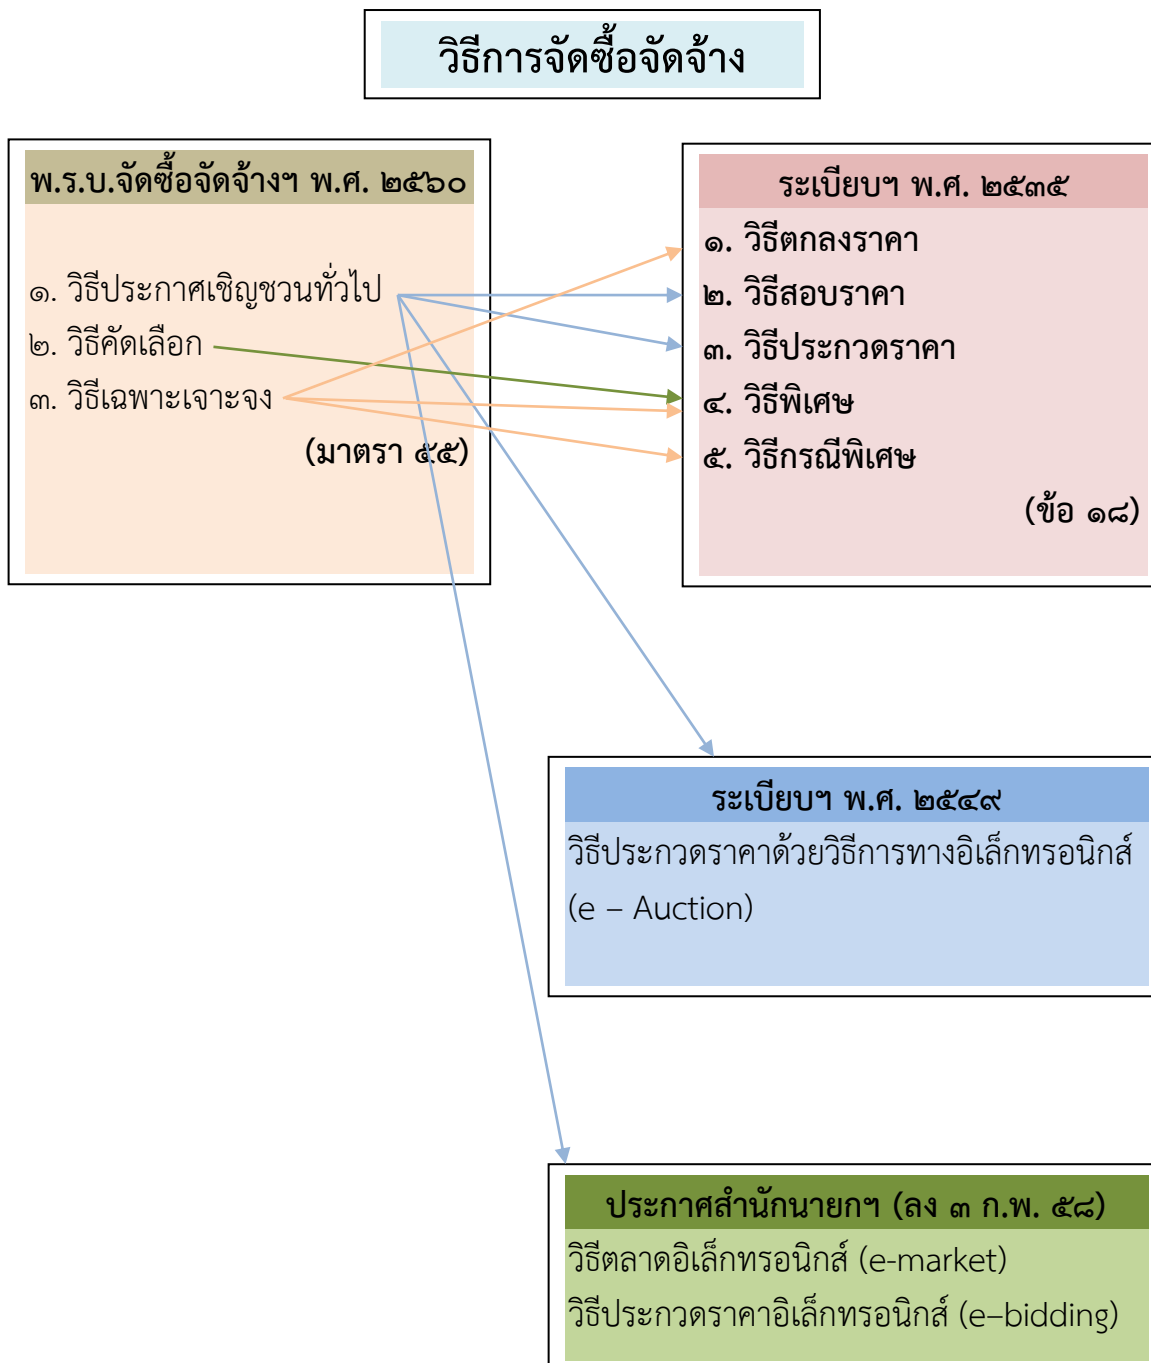 วิธีการจัดซื้อจัดจ้าง
พ.ร.บ.จัดซื้อจัดจ้างฯ พ.ศ. ๒๕๖๐
๑. วิธีประกาศเชิญชวนทั่วไป
๒. วิธีคัดเลือก
๓. วิธีเฉพาะเจาะจง
(มาตรา ๕๕)
ระเบียบฯ พ.ศ. ๒๕๓๕
๑. วิธีตกลงราคา
๒. วิธีสอบราคา
๓. วิธีประกวดราคา
๔. วิธีพิเศษ
๕. วิธีกรณีพิเศษ
(ข้อ ๑๘)
ระเบียบฯ พ.ศ. ๒๕๔๙
วิธีประกวดราคาด้วยวิธีการทางอิเล็กทรอนิกส์
(e – Auction)
ประกาศสำนักนายกฯ (ลง ๓ ก.พ. ๕๘)
วิธีตลาดอิเล็กทรอนิกส์ (e-market)
วิธีประกวดราคาอิเล็กทรอนิกส์ (e–bidding)